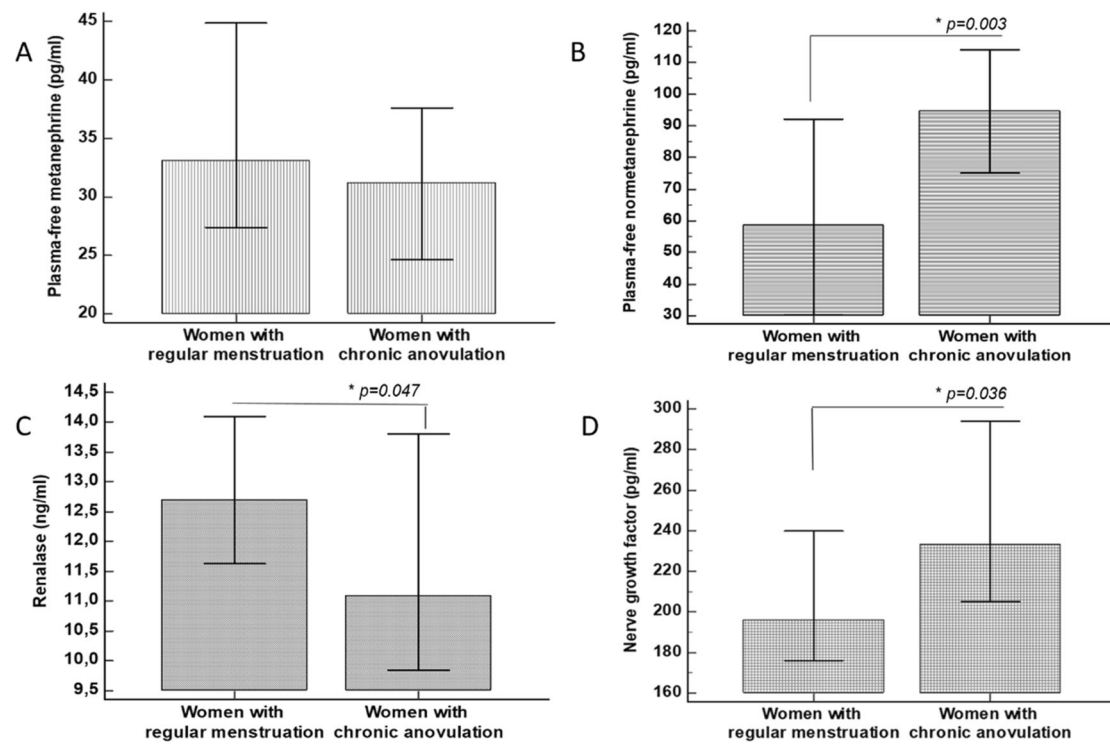 A
Plasma-free metanephrine (pg/ml)
45
40
35
30
25
20
Women with
regular menstruation
Women with
chronic anovulation
B
Plasma-free normetanephrine (pg/ml)
* p=0.003
120
110
100
90
80
70
60
50
40
30
Women with
regular menstruation
Women with
chronic anovulation
C
Renalase (ng/ml)
* p=0.047
14,5
14,0
13,5
13,0
12,5
12,0
11,5
11,0
10,5
10,0
9,5
Women with
regular menstruation
Women with
chronic anovulation
D
Nerve growth factor (pg/ml)
* p=0.036
300
280
260
240
220
200
180
160
Women with
regular menstruation
Women with
chronic anovulation